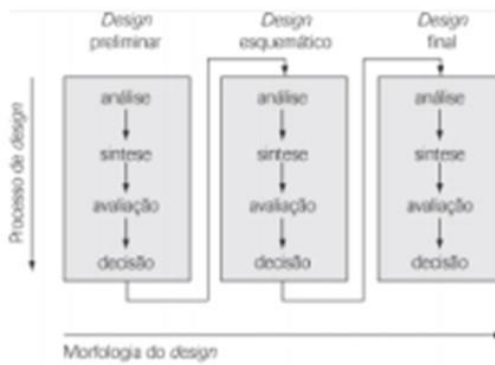 Design
preliminar
Design
esquemático
Design
final
Processo de design
análise
síntese
avaliação
decisão
análise
síntese
avaliação
decisão
análise
síntese
avaliação
decisão
Morfologia do design